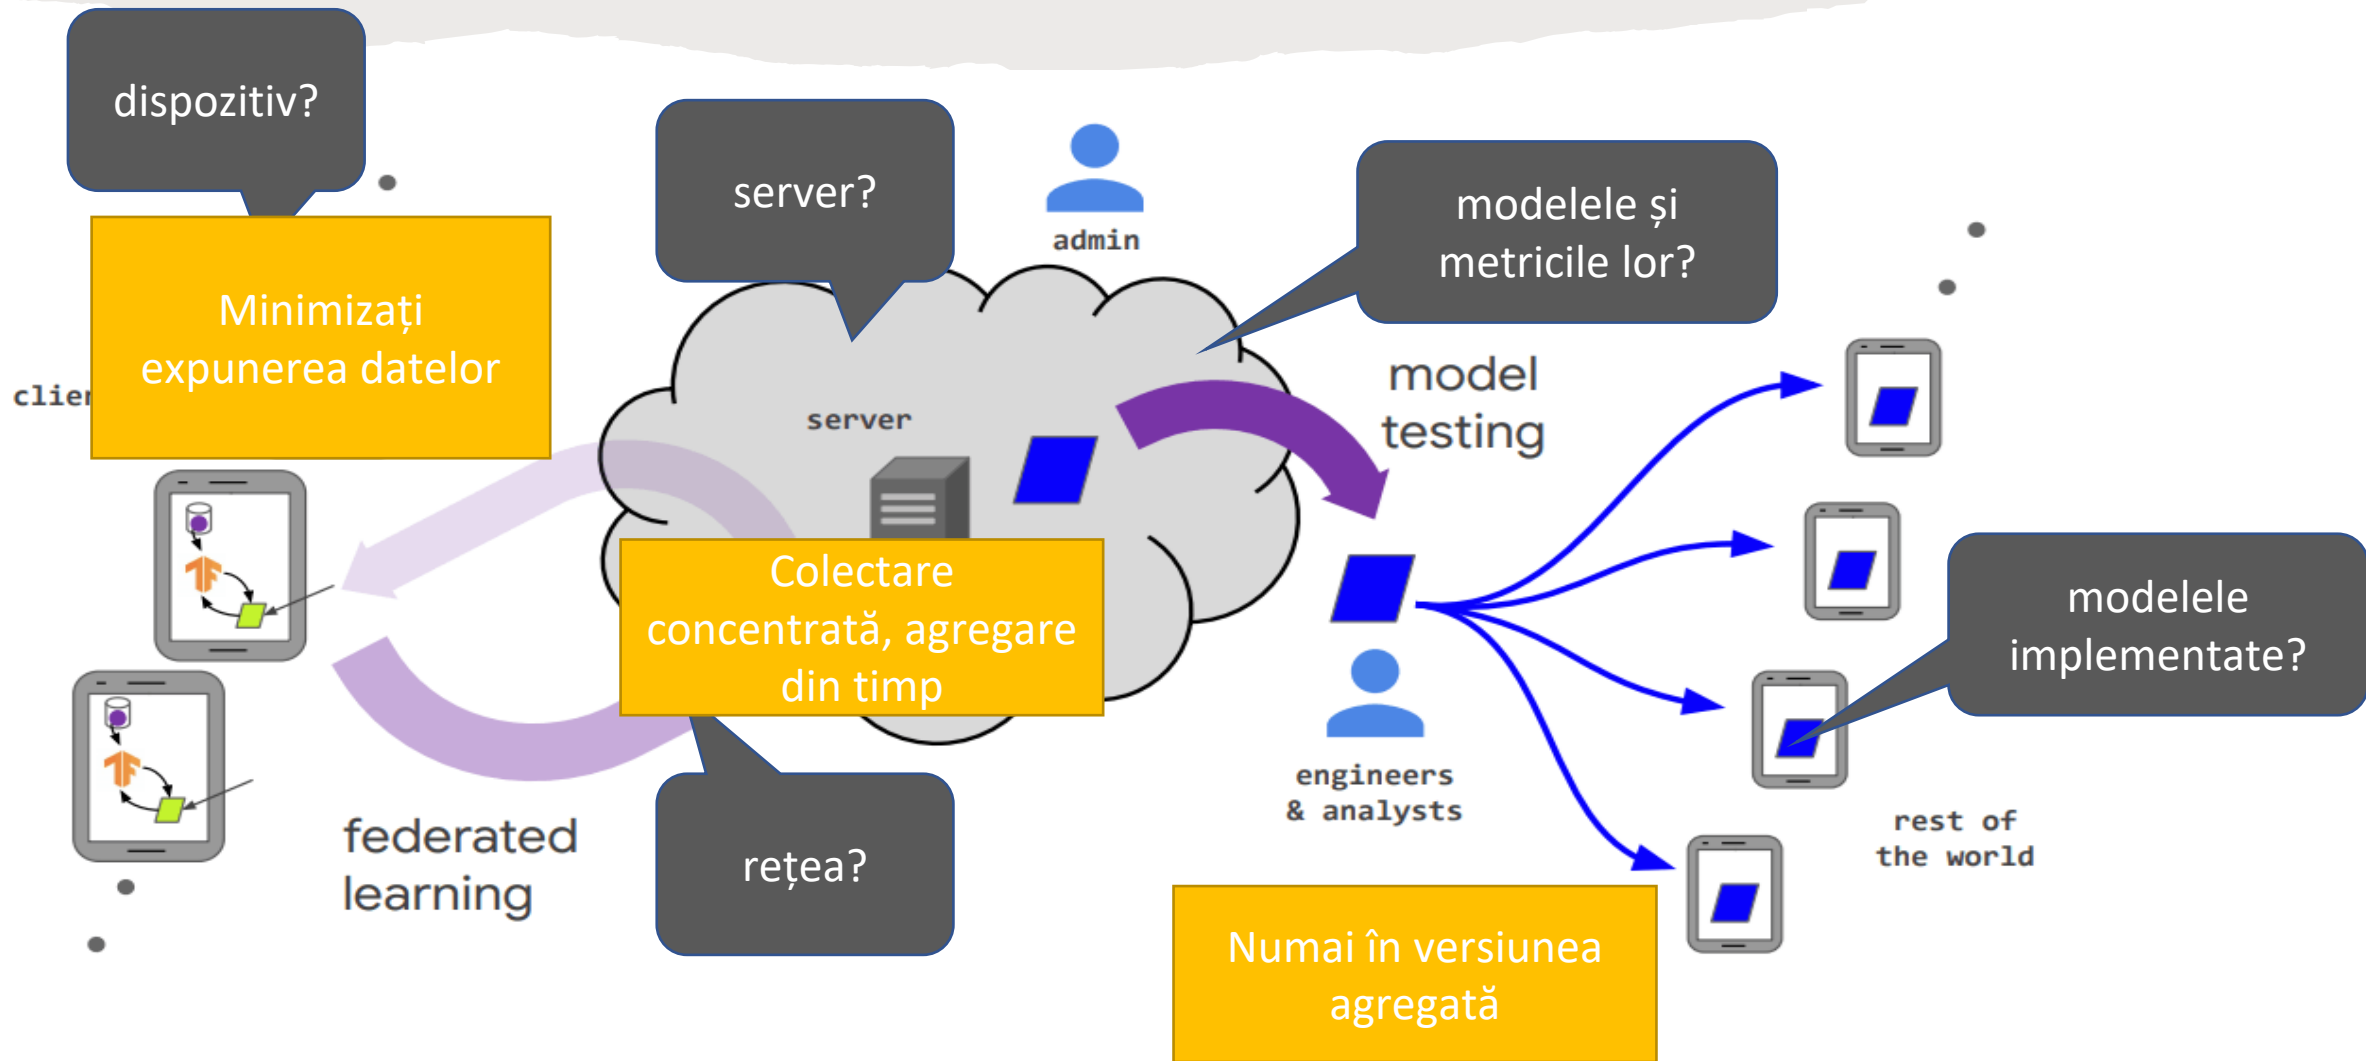 dispozitiv?
server?
admin
modelele și
metricile lor?
Minimizați
expunerea datelor
clien
server
model
testing
Colectare
concentrată, agregare
din timp
modelele
implementate?
engineers
& analysts
rest of
the world
federated
learning
rețea?
Numai în versiunea
agregată